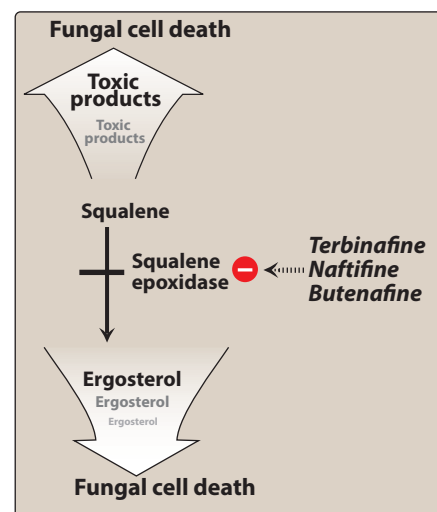 Fungal cell death
Toxic
products
Toxic
products
Squalene
Squalene
epoxidase
Terbinafine
Naftifine
Butenafine
Ergosterol
Ergosterol
Ergosterol
Fungal cell death